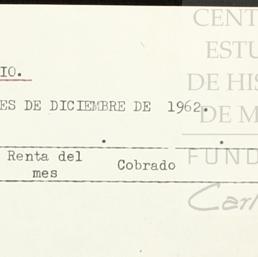 CENT
ESTU
IO.
DE HIS
ES DE DICIEMBRE DE 1962.
DE M
FUND
Renta del
mes
Cobrado
Carl